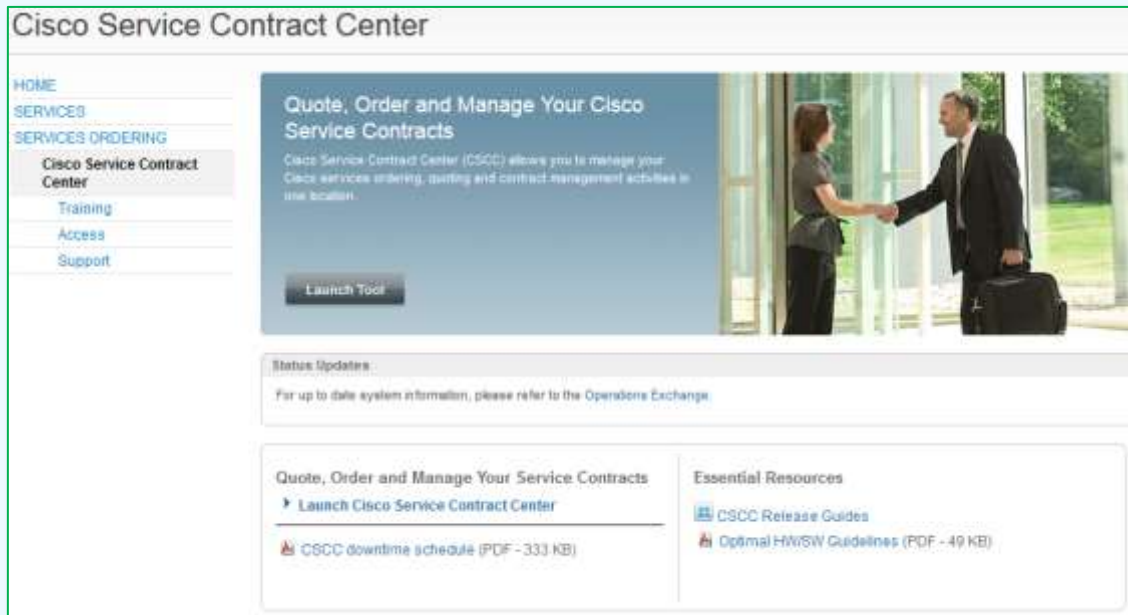 Cisco Service Contract Center
HOME
SERVICES
SERVICES ORDERING
Cisco Service Contract
Center
Training
Access
Support
Quote, Order and Manage Your Cisco
Service Contracts
Cisco Service Contract Center (CSCC) allows you to manage your
Cisco services ordering, quoting and contract management activities in
one location.
Launch Tool
Status Updates
For up to date system information, please refer to the Operations Exchange.
Quote, Order and Manage Your Service Contracts
Launch Cisco Service Contract Center
CSCC downtime schedule (PDF - 333 KB)
Essential Resources
CSCC Release Guides
Optimal HW/SW Guidelines (PDF - 49 KB)